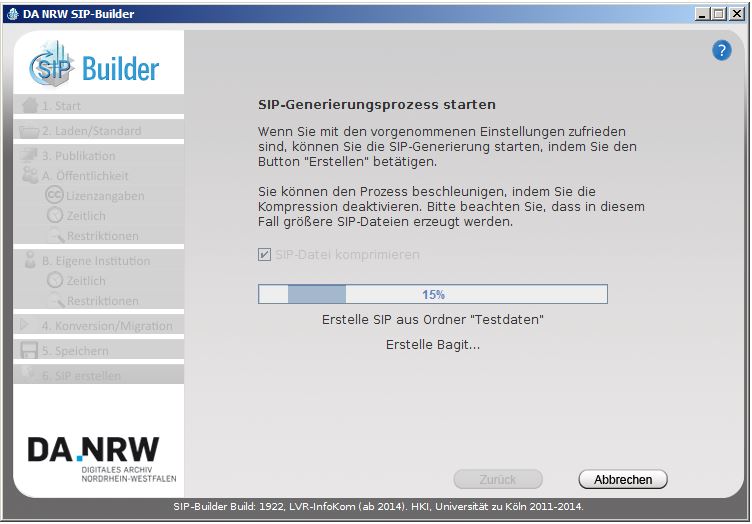 DA NRW SIP-Builder
?
SIP Builder
1. Start
2. Laden/Standard
3. Publikation
A. Öffentlichkeit
cc Lizenzangaben
Zeitlich
Restriktionen
B. Eigene Institution
Zeitlich
Restriktionen
4. Konversion/Migration
5. Speichern
6. SIP erstellen
DA.NRW
DIGITALES ARCHIV
NORDRHEIN-WESTFALEN
SIP-Generierungsprozess starten
Wenn Sie mit den vorgenommenen Einstellungen zufrieden
sind, können Sie die SIP-Generierung starten, indem Sie den
Button "Erstellen" betätigen.
Sie können den Prozess beschleunigen, indem Sie die
Kompression deaktivieren. Bitte beachten Sie, dass in diesem
Fall größere SIP-Dateien erzeugt werden.
SIP-Datei komprimieren
15%
Erstelle SIP aus Ordner "Testdaten"
Erstelle Bagit...
Zurück
Abbrechen
SIP-Builder Build: 1922, LVR-InfoKom (ab 2014). HKI, Universität zu Köln 2011-2014.